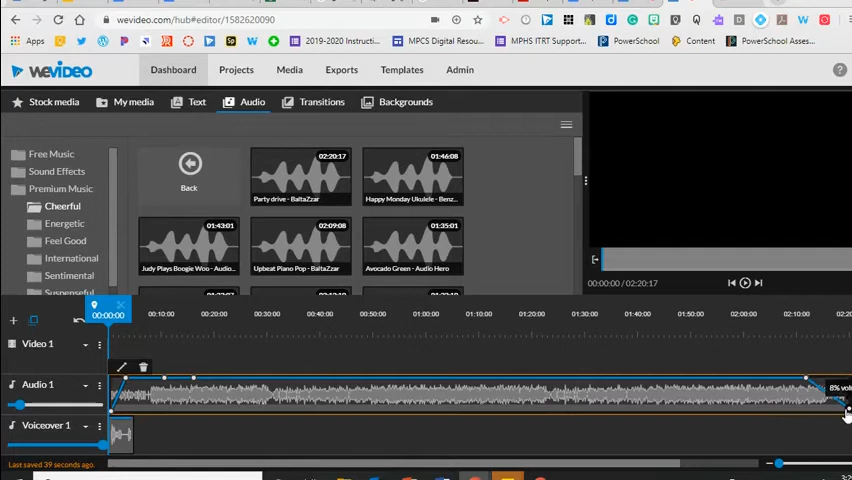 wevideo.com/hub#editor/1582620090
Apps
Sp
W
2019-2020 Instructi...
MPCS Digital Resou...
MPHS ITRT Support...
PowerSchool
Content
PowerSchool Asses...
WEVIDEO
Dashboard
Projects
Media
Exports
Templates
Admin
Stock media
My media
Text
Audio
Transitions
Backgrounds
Free Music
Sound Effects
Premium Music
Cheerful
Energetic
Feel Good
International
Sentimental
Suspenseful
Back
02:20:17
Party drive - BaltaZzar
01:46:08
Happy Monday Ukulele - Benz...
01:43:01
Judy Plays Boogie Woo - Audio...
02:09:08
Upbeat Piano Pop - BaltaZzar
01:35:01
Avocado Green - Audio Hero
00:00:00 / 02:20:17
00:00:00
00:10:00
00:20:00
00:30:00
00:40:00
00:50:00
01:00:00
01:10:00
01:20:00
01:30:00
01:40:00
01:50:00
02:00:00
02:10:00
02:20
Video 1
Audio 1
8% volu
Voiceover 1
Last saved 39 seconds ago.